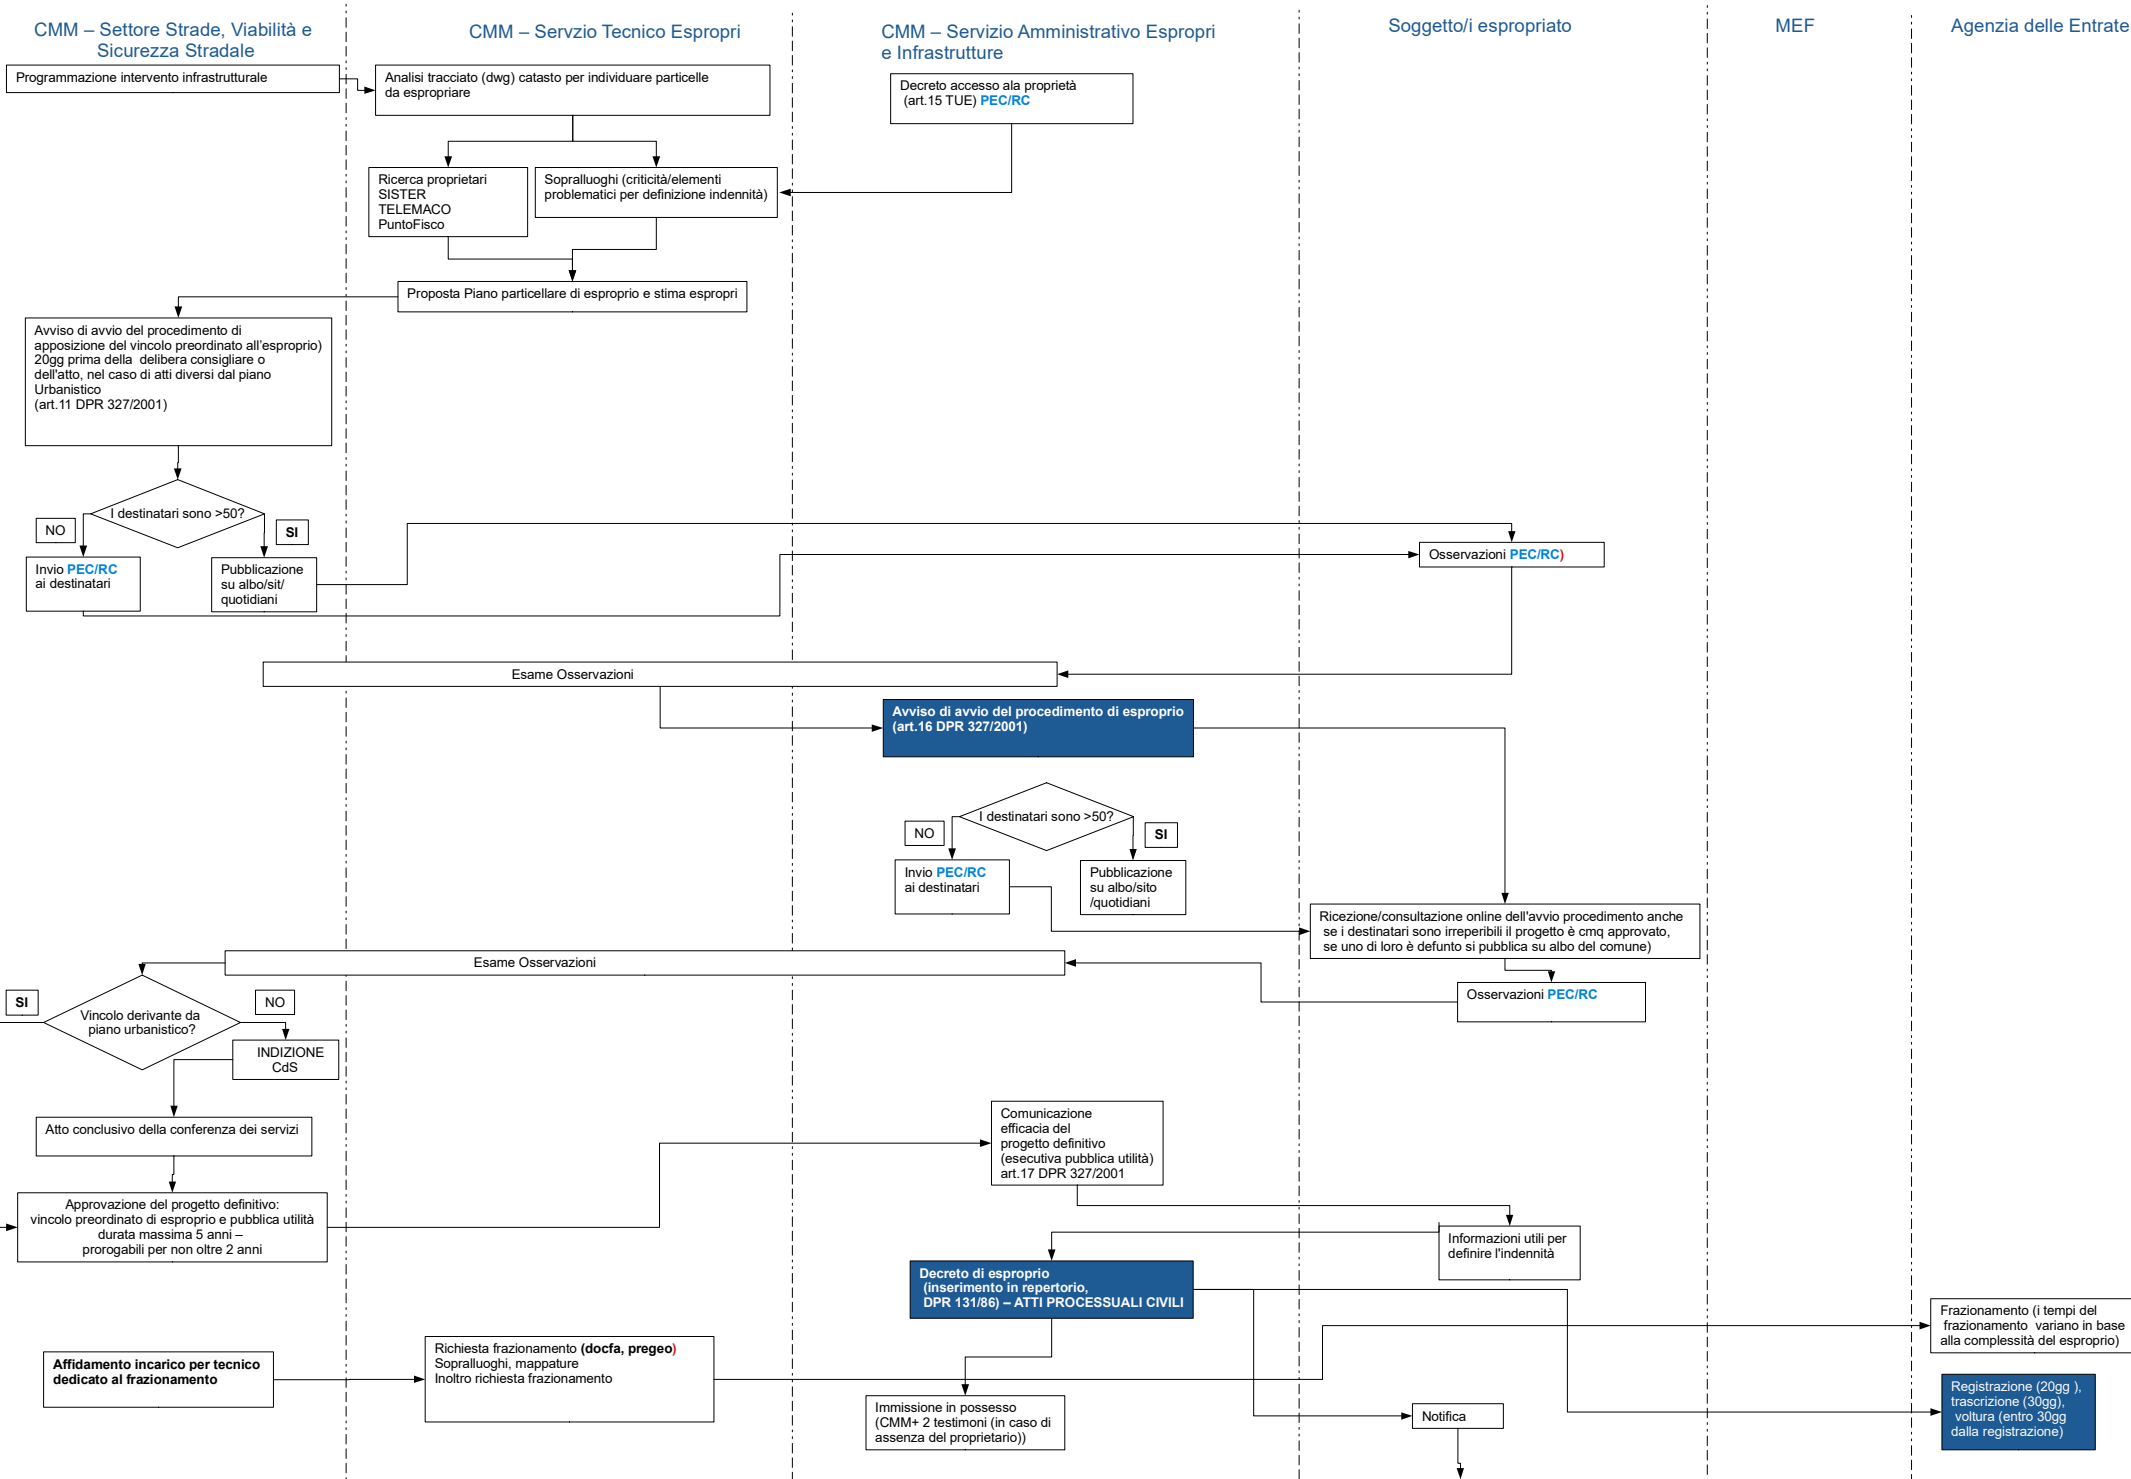 CMM – Settore Strade, Viabilità e
Sicurezza Stradale
CMM – Servzio Tecnico Espropri
CMM – Servizio Amministrativo Espropri
e Infrastrutture
Soggetto/i espropriato
MEF
Agenzia delle Entrate
Programmazione intervento infrastrutturale
Analisi tracciato (dwg) catasto per individuare particelle
da espropriare
Decreto accesso ala proprietà
(art.15 TUE) PEC/RC
Ricerca proprietari
SISTER
TELEMACO
PuntoFisco
Sopralluoghi (criticità/elementi
problematici per definizione indennità)
Proposta Piano particellare di esproprio e stima espropri
Avviso di avvio del procedimento di
apposizione del vincolo preordinato all'esproprio)
20gg prima della delibera consigliare o
dell'atto, nel caso di atti diversi dal piano
Urbanistico
(art.11 DPR 327/2001)
I destinatari sono >50?
NO
SI
Invio PEC/RC
ai destinatari
Pubblicazione
su albo/sit/
quotidiani
Osservazioni PEC/RC)
Esame Osservazioni
Avviso di avvio del procedimento di esproprio
(art.16 DPR 327/2001)
I destinatari sono >50?
NO
SI
Invio PEC/RC
ai destinatari
Pubblicazione
su albo/sito
/quotidiani
Ricezione/consultazione online dell'avvio procedimento anche
se i destinatari sono irreperibili il progetto è cmq approvato,
se uno di loro è defunto si pubblica su albo del comune)
Esame Osservazioni
Osservazioni PEC/RC
SI
NO
Vincolo derivante da
piano urbanistico?
INDIZIONE
CdS
Atto conclusivo della conferenza dei servizi
Comunicazione
efficacia del
progetto definitivo
(esecutiva pubblica utilità)
art.17 DPR 327/2001
Approvazione del progetto definitivo:
vincolo preordinato di esproprio e pubblica utilità
durata massima 5 anni –
prorogabili per non oltre 2 anni
Informazioni utili per
definire l'indennità
Decreto di esproprio
(inserimento in repertorio,
DPR 131/86) – ATTI PROCESSUALI CIVILI
Frazionamento (i tempi del
frazionamento variano in base
alla complessità del esproprio)
Affidamento incarico per tecnico
dedicato al frazionamento
Richiesta frazionamento (docfa, pregeo)
Sopralluoghi, mappature
Inoltro richiesta frazionamento
Immissione in possesso
(CMM+ 2 testimoni (in caso di
assenza del proprietario))
Notifica
Registrazione (20gg ),
trascrizione (30gg),
voltura (entro 30gg
dalla registrazione)